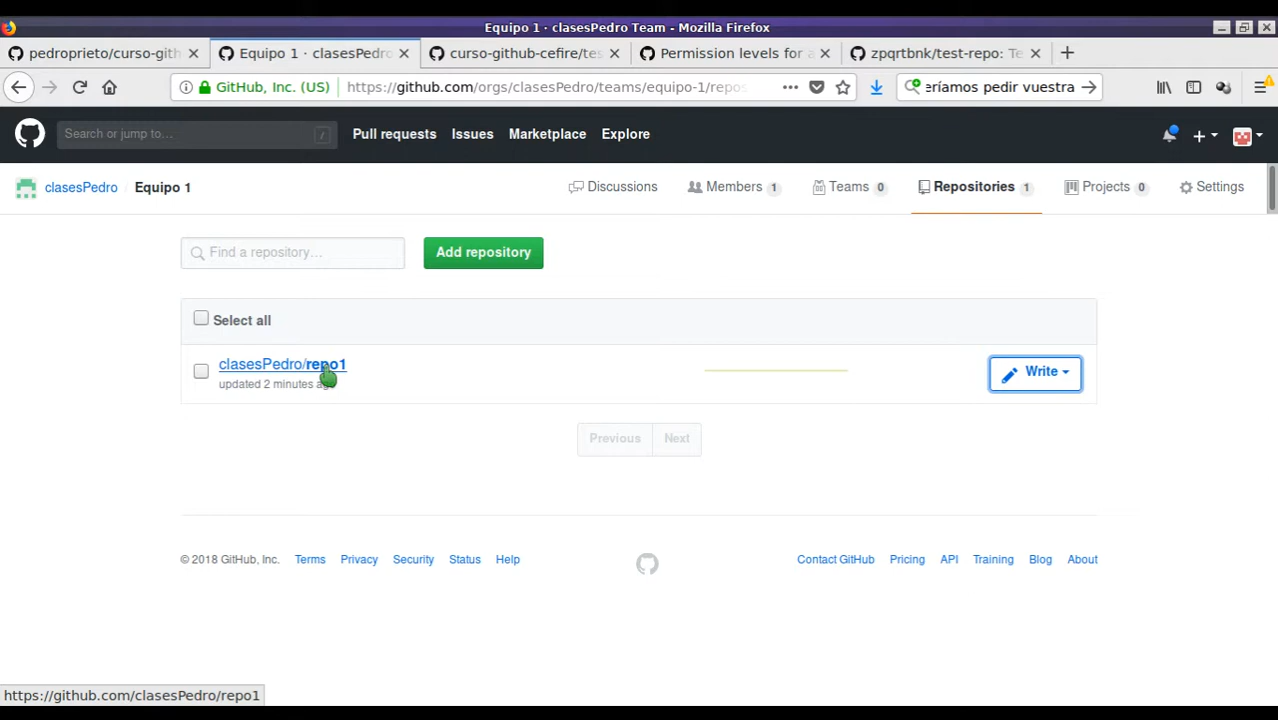 Equipo 1 · clasesPedro Team - Mozilla Firefox
pedroprieto/curso-gith
Equipo 1 · clasesPedro
curso-github-cefire/tes
Permission levels for a
zpqrtbnk/test-repo: Te
GitHub, Inc. (US)
https://github.com/orgs/clasesPedro/teams/equipo-1/repos
eríamos pedir vuestra
Search or jump to…
/
Pull requests
Issues
Marketplace
Explore
clasesPedro / Equipo 1
Discussions
Members 1
Teams 0
Repositories 1
Projects 0
Settings
Find a repository…
Add repository
Select all
clasesPedro/repo1
updated 2 minutes ago
Write
Previous
Next
© 2018 GitHub, Inc.
Terms
Privacy
Security
Status
Help
Contact GitHub
Pricing
API
Training
Blog
About
https://github.com/clasesPedro/repo1